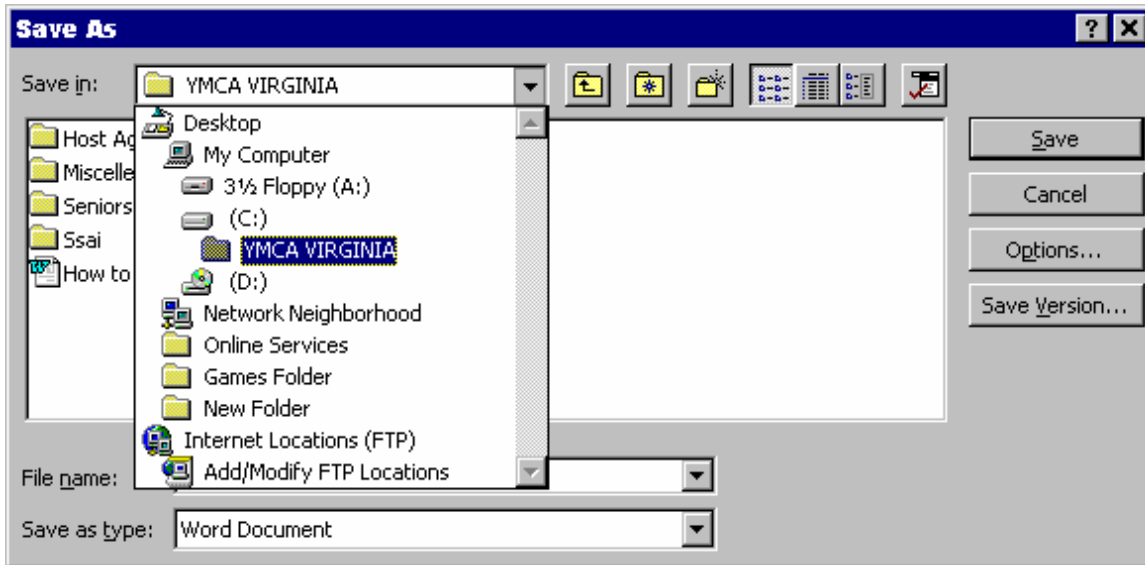 Save As
Save in: YMCA VIRGINIA
Desktop
Host Ag
My Computer
Miscelle
3½ Floppy (A:)
Seniors
(C:)
Ssai
YMCA VIRGINIA
How to
(D:)
Network Neighborhood
Online Services
Games Folder
New Folder
Internet Locations (FTP)
Add/Modify FTP Locations
Save
Cancel
Options...
Save Version...
File name:
Save as type: Word Document